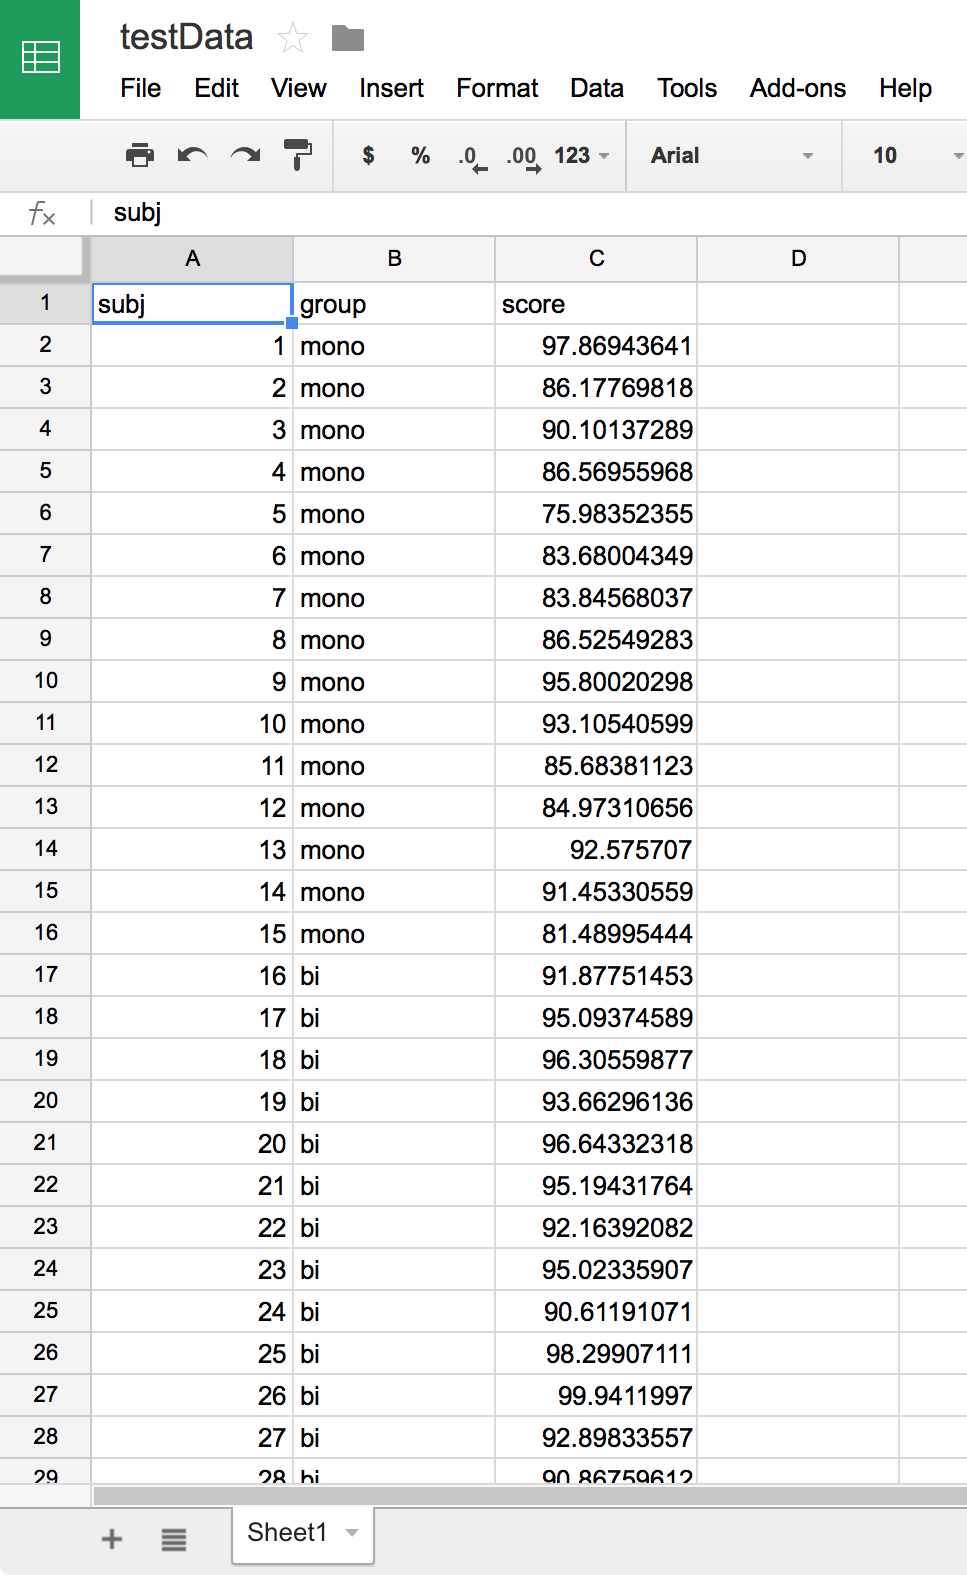 testData
File Edit View Insert Format Data Tools Add-ons Help
$ % .0 .00 123 Arial 10
fx subj
A B C D
1 subj group score
2 1 mono 97.86943641
3 2 mono 86.17769818
4 3 mono 90.10137289
5 4 mono 86.56955968
6 5 mono 75.98352355
7 6 mono 83.68004349
8 7 mono 83.84568037
9 8 mono 86.52549283
10 9 mono 95.80020298
11 10 mono 93.10540599
12 11 mono 85.68381123
13 12 mono 84.97310656
14 13 mono 92.575707
15 14 mono 91.45330559
16 15 mono 81.48995444
17 16 bi 91.87751453
18 17 bi 95.09374589
19 18 bi 96.30559877
20 19 bi 93.66296136
21 20 bi 96.64332318
22 21 bi 95.19431764
23 22 bi 92.16392082
24 23 bi 95.02335907
25 24 bi 90.61191071
26 25 bi 98.29907111
27 26 bi 99.9411997
28 27 bi 92.89833557
29 28 bi 90.86759612
Sheet1